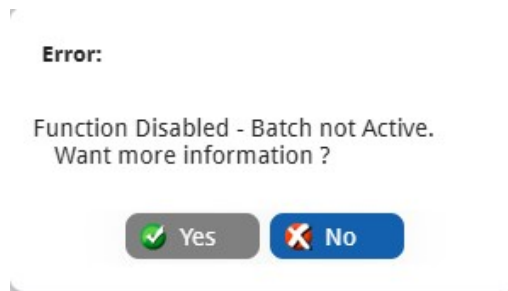 Error:
Function Disabled - Batch not Active.
Want more information ?
Yes
No